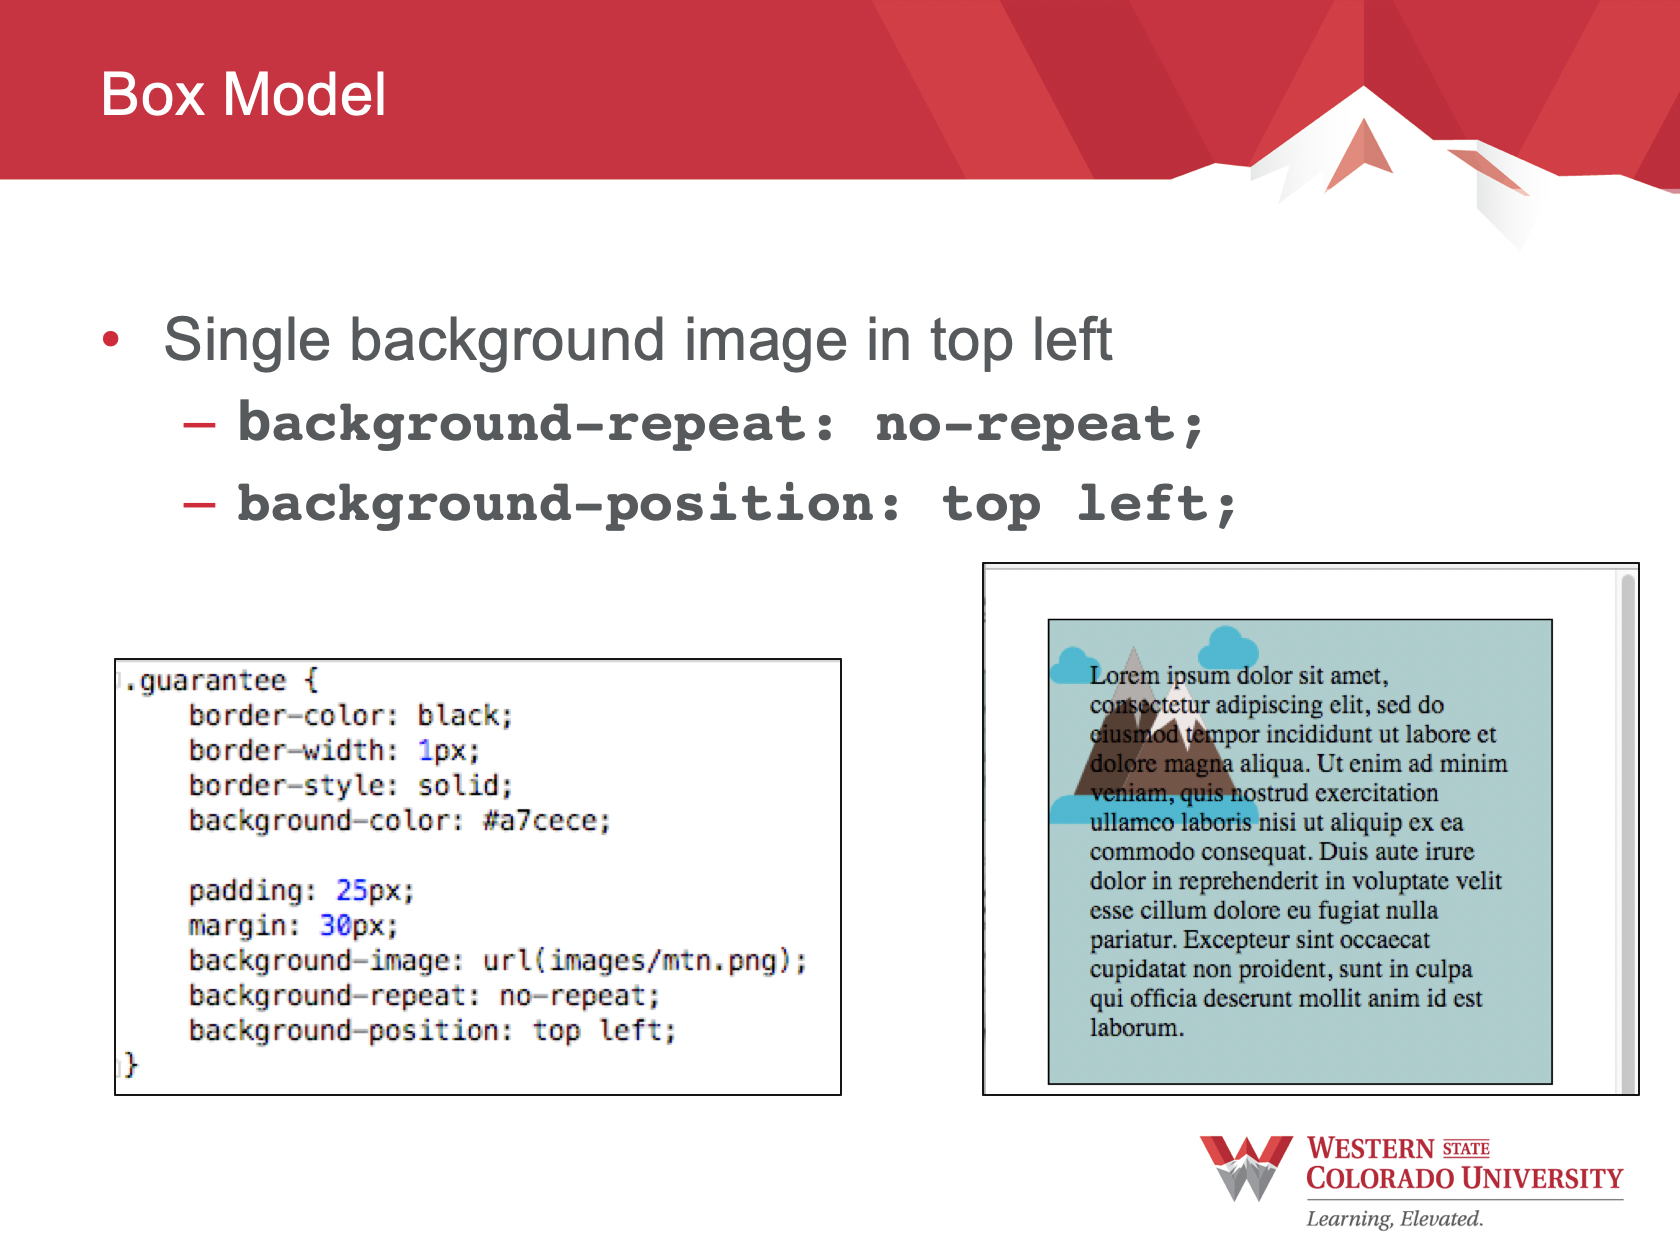 Box Model
• Single background image in top left
– background-repeat: no-repeat;
– background-position: top left;
.guarantee {
border-color: black;
border-width: 1px;
border-style: solid;
background-color: #a7cece;
padding: 25px;
margin: 30px;
background-image: url(images/mtn.png);
background-repeat: no-repeat;
background-position: top left;
}
Lorem ipsum dolor sit amet,
consectetur adipiscing elit, sed do
eiusmod tempor incididunt ut labore et
dolore magna aliqua. Ut enim ad minim
veniam, quis nostrud exercitation
ullamco laboris nisi ut aliquip ex ea
commodo consequat. Duis aute irure
dolor in reprehenderit in voluptate velit
esse cillum dolore eu fugiat nulla
pariatur. Excepteur sint occaecat
cupidatat non proident, sunt in culpa
qui officia deserunt mollit anim id est
laborum.
WESTERN STATE
COLORADO UNIVERSITY
Learning, Elevated.